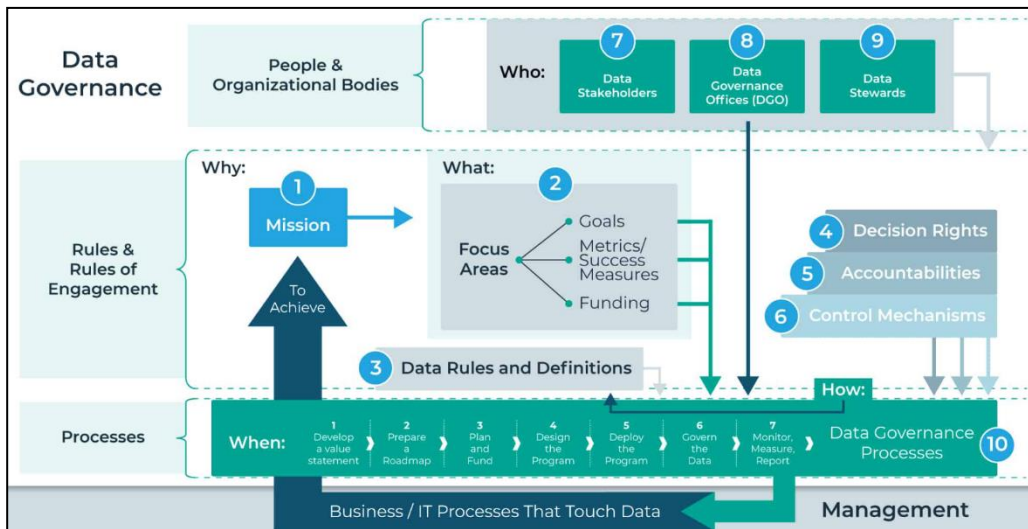 Data
Governance
People &
Organizational Bodies
Who:
7
Data
Stakeholders
8
Data
Governance
Offices (DGO)
9
Data
Stewards
Rules &
Rules of
Engagement
Why:
1
Mission
To
Achieve
What:
2
Focus
Areas
Goals
Metrics/
Success
Measures
Funding
3
Data Rules and Definitions
4
Decision Rights
5
Accountabilities
6
Control Mechanisms
How:
Processes
When:
1
Develop
a value
statement
2
Prepare
a
Roadmap
3
Plan
and
Fund
4
Design
the
Program
5
Deploy
the
Program
6
Govern
the
Data
7
Monitor,
Measure,
Report
Data Governance
Processes
10
Business / IT Processes That Touch Data
Management